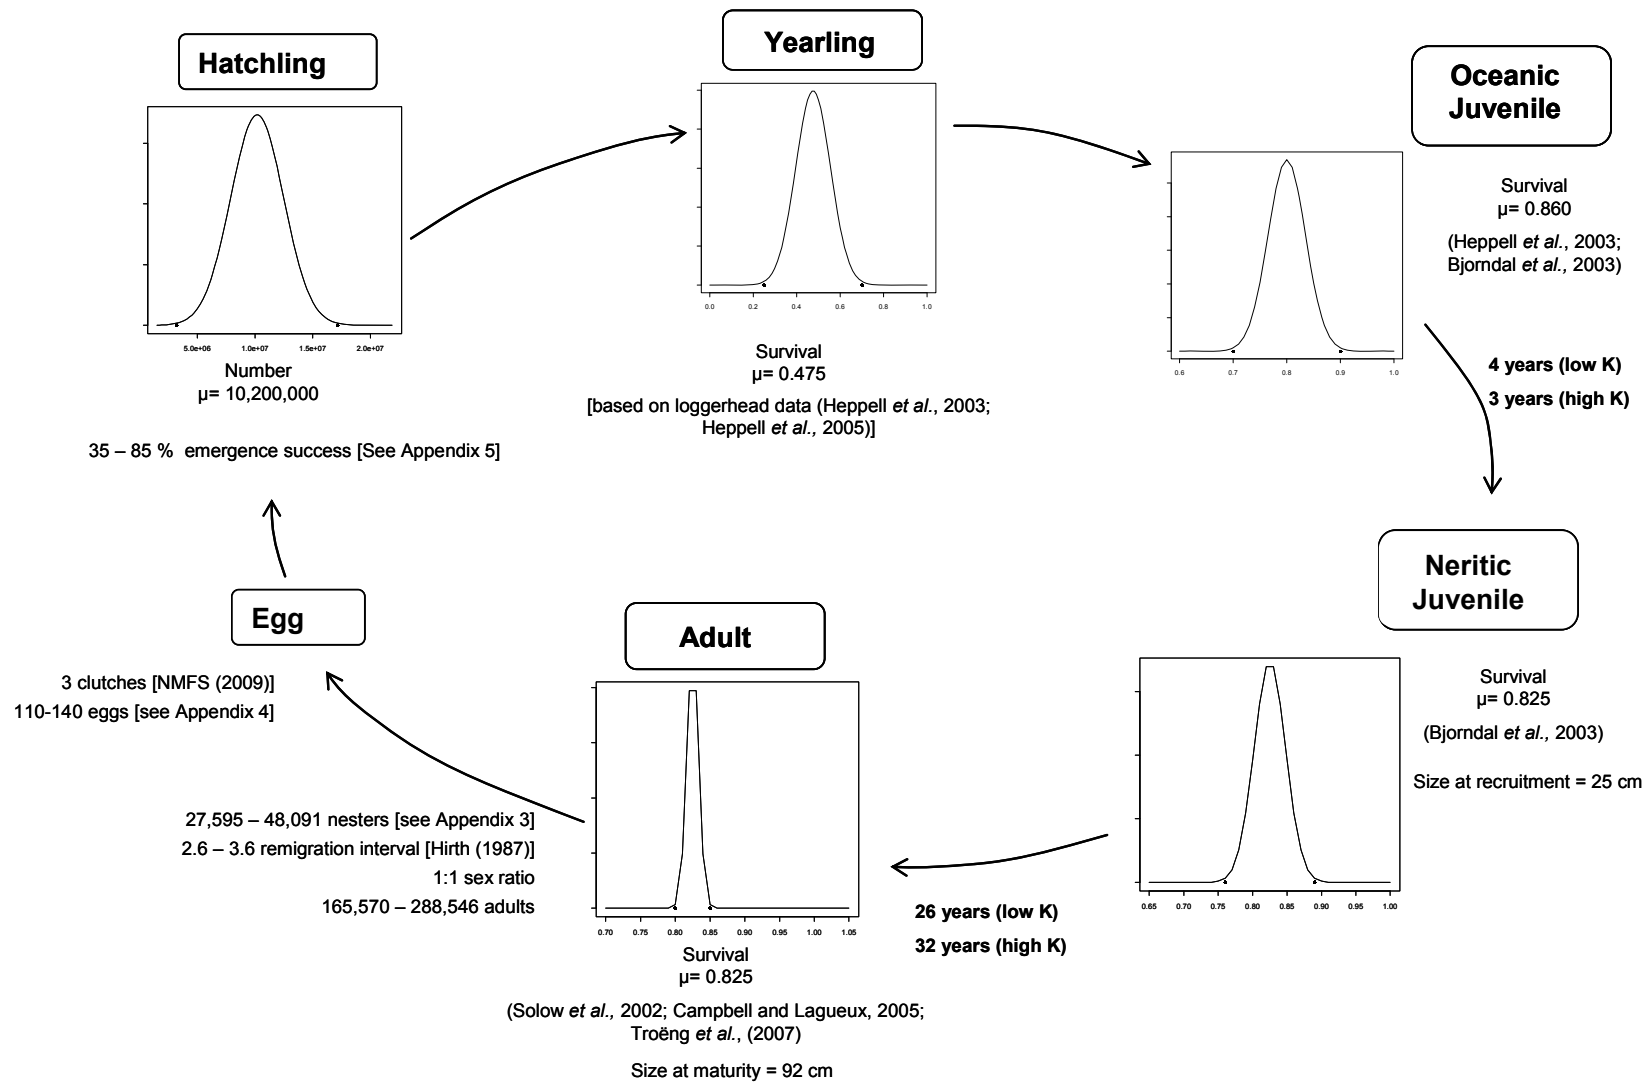 Hatchling
5.0e+06 1.0e+07 1.5e+07 2.0e+07
Number
µ= 10,200,000
35 – 85 % emergence success [See Appendix 5]
Yearling
0.0 0.2 0.4 0.6 0.8 1.0
Survival
µ= 0.475
[based on loggerhead data (Heppell et al., 2003;
Heppell et al., 2005)]
Oceanic
Juvenile
0.6 0.7 0.8 0.9 1.0
Survival
µ= 0.860
(Heppell et al., 2003;
Bjorndal et al., 2003)
4 years (low K)
3 years (high K)
Neritic
Juvenile
0.65 0.70 0.75 0.80 0.85 0.90 0.95 1.00
Survival
µ= 0.825
(Bjorndal et al., 2003)
Size at recruitment = 25 cm
26 years (low K)
32 years (high K)
Adult
0.70 0.75 0.80 0.85 0.90 0.95 1.00 1.05
Survival
µ= 0.825
(Solow et al., 2002; Campbell and Lagueux, 2005;
Troëng et al., (2007)
Size at maturity = 92 cm
27,595 – 48,091 nesters [see Appendix 3]
2.6 – 3.6 remigration interval [Hirth (1987)]
1:1 sex ratio
165,570 – 288,546 adults
Egg
3 clutches [NMFS (2009)]
110-140 eggs [see Appendix 4]